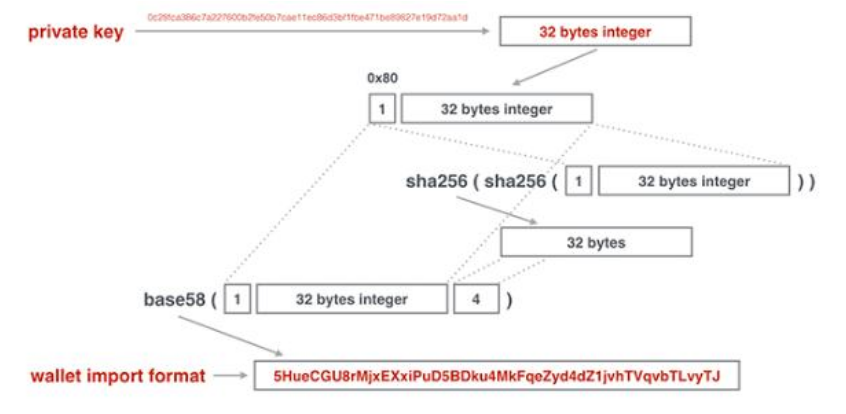 0c29fca386c7a227600b2fe50b7cae11ec86d3bf1fbe471be89827e19d72aa1d
private key
32 bytes integer
0x80
1 32 bytes integer
sha256 ( sha256 ( 1 32 bytes integer ) )
32 bytes
base58 ( 1 32 bytes integer 4 )
wallet import format
5HueCGU8rMjxEXxiPuD5BDku4MkFqeZyd4dZ1jvhTVqvbTLvyTJ